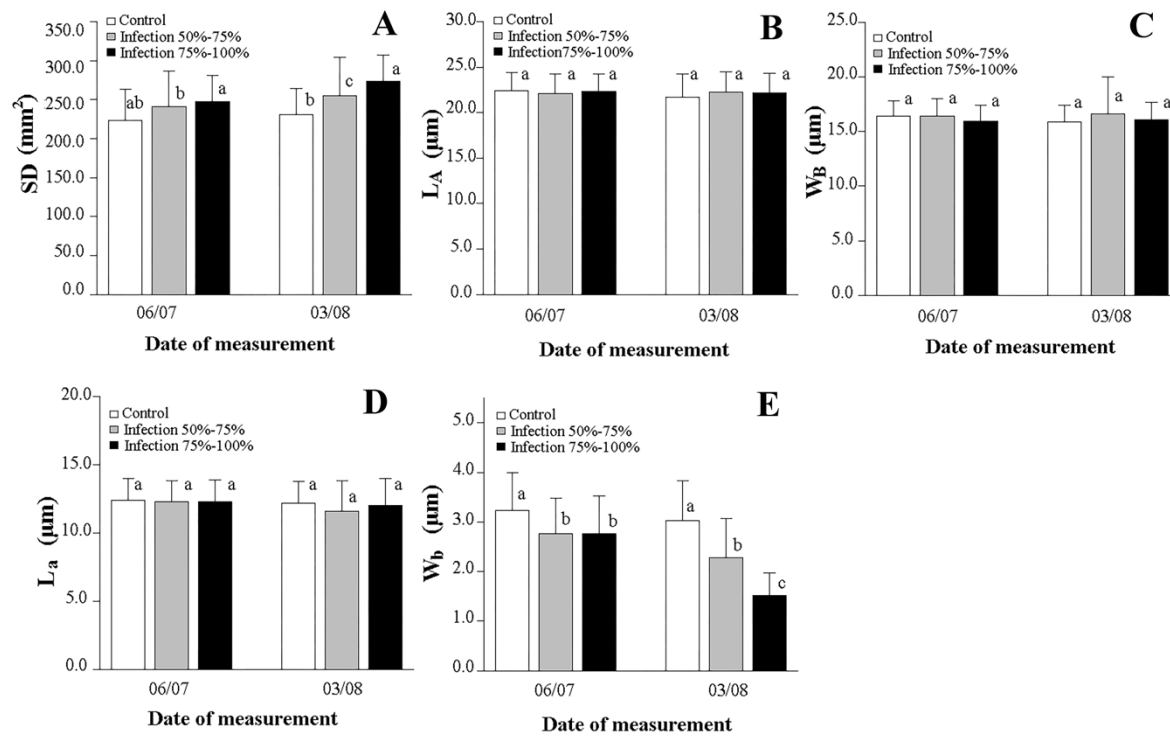 A
Control
Infection 50%-75%
Infection 75%-100%
350.0
300.0
250.0
200.0
150.0
100.0
50.0
0.0
SD (mm²)
ab
b
a
b
c
a
06/07
03/08
Date of measurement
B
Control
Infection 50%-75%
Infection75%-100%
30.0
25.0
20.0
15.0
10.0
5.0
0.0
L_A (µm)
a
a
a
a
a
a
06/07
03/08
Date of measurement
C
Control
Infection 50%-75%
Infection 75%-100%
25.0
20.0
15.0
10.0
5.0
0.0
W_B (µm)
a
a
a
a
a
a
06/07
03/08
Date of measurement
D
Control
Infection 50%-75%
Infection 75%-100%
20.0
15.0
10.0
5.0
0.0
L_a (µm)
a
a
a
a
a
a
06/07
03/08
Date of measurement
E
Control
Infection 50%-75%
Infection 75%-100%
5.0
4.0
3.0
2.0
1.0
0.0
W_b (µm)
a
b
b
a
b
c
06/07
03/08
Date of measurement